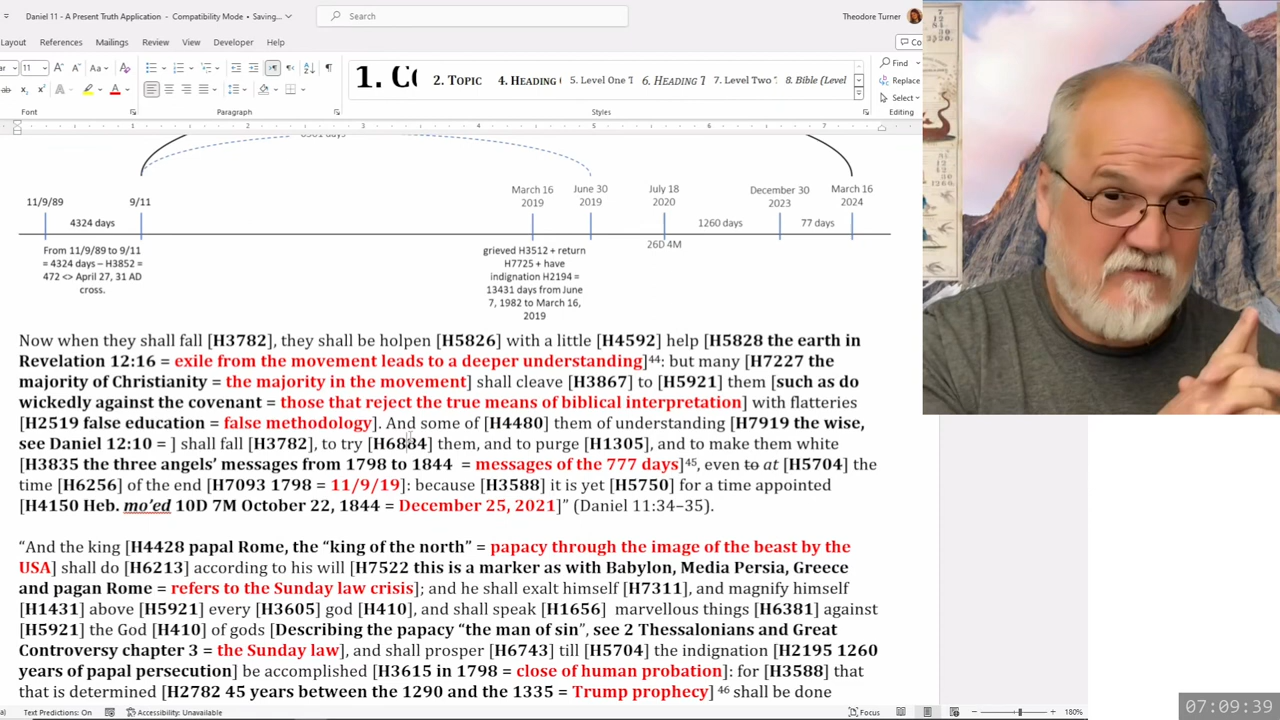 Daniel 11 - A Present Truth Application - Compatibility Mode - Saving...
Search
Theodore Turner
Layout References Mailings Review View Developer Help
Co
11
Aa
1. Co 2. TOPIC 4. HEADING 5. Level One 'I 6. HEADING 7. Level Two ' 8. Bible (Level
Find
Replace
Select
Font Paragraph Styles Editing
1 2 3 4 5 6 7
11/9/89 9/11 March 16 2019 June 30 2019 July 18 2020 December 30 2023 March 16 2024
4324 days 1260 days 77 days
From 11/9/89 to 9/11
= 4324 days – H3852 =
472 <> April 27, 31 AD
cross.
grieved H3512 + return
H7725 + have
indignation H2194 =
13431 days from June
7, 1982 to March 16,
2019
26D 4M
Now when they shall fall [H3782], they shall be holpen [H5826] with a little [H4592] help [H5828 the earth in
Revelation 12:16 = exile from the movement leads to a deeper understanding]44: but many [H7227 the
majority of Christianity = the majority in the movement] shall cleave [H3867] to [H5921] them [such as do
wickedly against the covenant = those that reject the true means of biblical interpretation] with flatteries
[H2519 false education = false methodology]. And some of [H4480] them of understanding [H7919 the wise,
see Daniel 12:10 = ] shall fall [H3782], to try [H6884] them, and to purge [H1305], and to make them white
[H3835 the three angels' messages from 1798 to 1844 = messages of the 777 days]45, even to at [H5704] the
time [H6256] of the end [H7093 1798 = 11/9/19]: because [H3588] it is yet [H5750] for a time appointed
[H4150 Heb. mo'ed 10D 7M October 22, 1844 = December 25, 2021]” (Daniel 11:34–35).
“And the king [H4428 papal Rome, the “king of the north” = papacy through the image of the beast by the
USA] shall do [H6213] according to his will [H7522 this is a marker as with Babylon, Media Persia, Greece
and pagan Rome = refers to the Sunday law crisis]; and he shall exalt himself [H7311], and magnify himself
[H1431] above [H5921] every [H3605] god [H410], and shall speak [H1656] marvellous things [H6381] against
[H5921] the God [H410] of gods [Describing the papacy “the man of sin”, see 2 Thessalonians and Great
Controversy chapter 3 = the Sunday law], and shall prosper [H6743] till [H5704] the indignation [H2195 1260
years of papal persecution] be accomplished [H3615 in 1798 = close of human probation]: for [H3588] that
that is determined [H2782 45 years between the 1290 and the 1335 = Trump prophecy] 46 shall be done
Text Predictions: On Accessibility: Unavailable Focus 180%
07:09:39